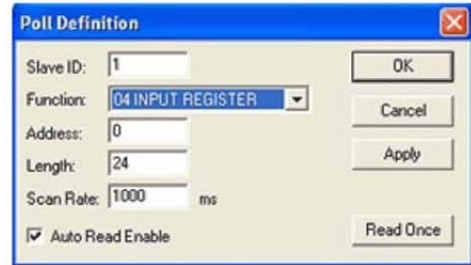 Poll Definition
Slave ID: 1
OK
Function: 04 INPUT REGISTER
Cancel
Address: 0
Length: 24
Apply
Scan Rate: 1000 ms
Auto Read Enable
Read Once